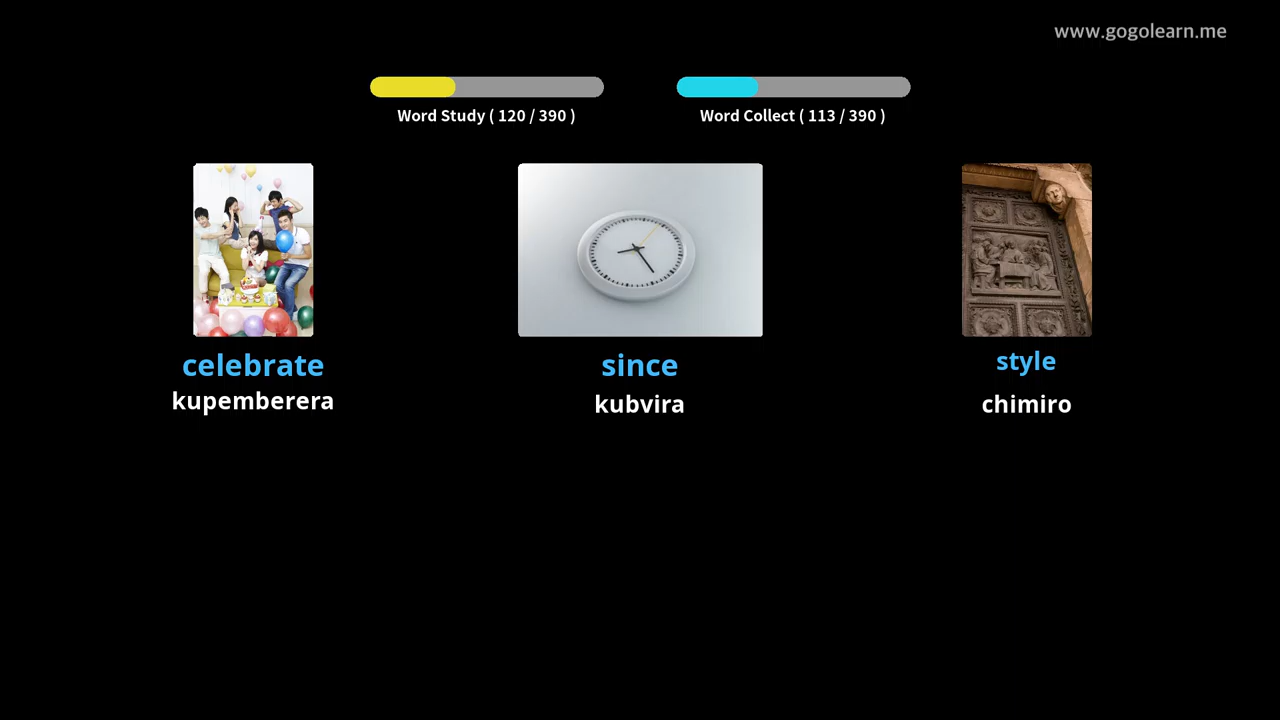 www.gogolearn.me
Word Study ( 120 / 390 )
Word Collect ( 113 / 390 )
celebrate
kupemberera
since
kubvira
style
chimiro